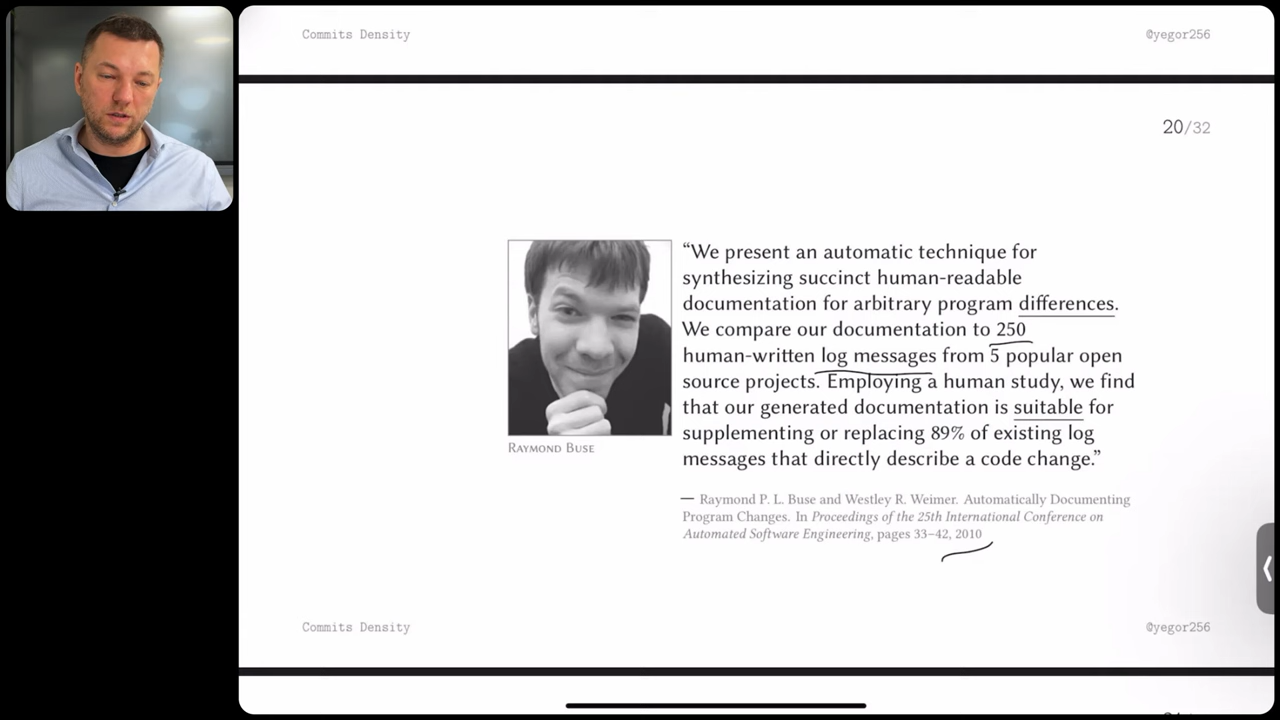 Commits Density
@yegor256
20/32
“We present an automatic technique for
synthesizing succinct human-readable
documentation for arbitrary program differences.
We compare our documentation to 250
human-written log messages from 5 popular open
source projects. Employing a human study, we find
that our generated documentation is suitable for
supplementing or replacing 89% of existing log
messages that directly describe a code change.”
Raymond Buse
— Raymond P. L. Buse and Westley R. Weimer. Automatically Documenting
Program Changes. In Proceedings of the 25th International Conference on
Automated Software Engineering, pages 33–42, 2010
Commits Density
@yegor256